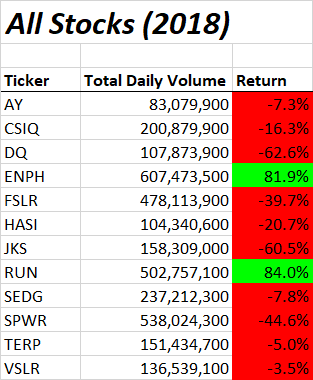 All Stocks (2018)
Ticker Total Daily Volume Return
AY 83,079,900 -7.3%
CSIQ 200,879,900 -16.3%
DQ 107,873,900 -62.6%
ENPH 607,473,500 81.9%
FSLR 478,113,900 -39.7%
HASI 104,340,600 -20.7%
JKS 158,309,000 -60.5%
RUN 502,757,100 84.0%
SEDG 237,212,300 -7.8%
SPWR 538,024,300 -44.6%
TERP 151,434,700 -5.0%
VSLR 136,539,100 -3.5%